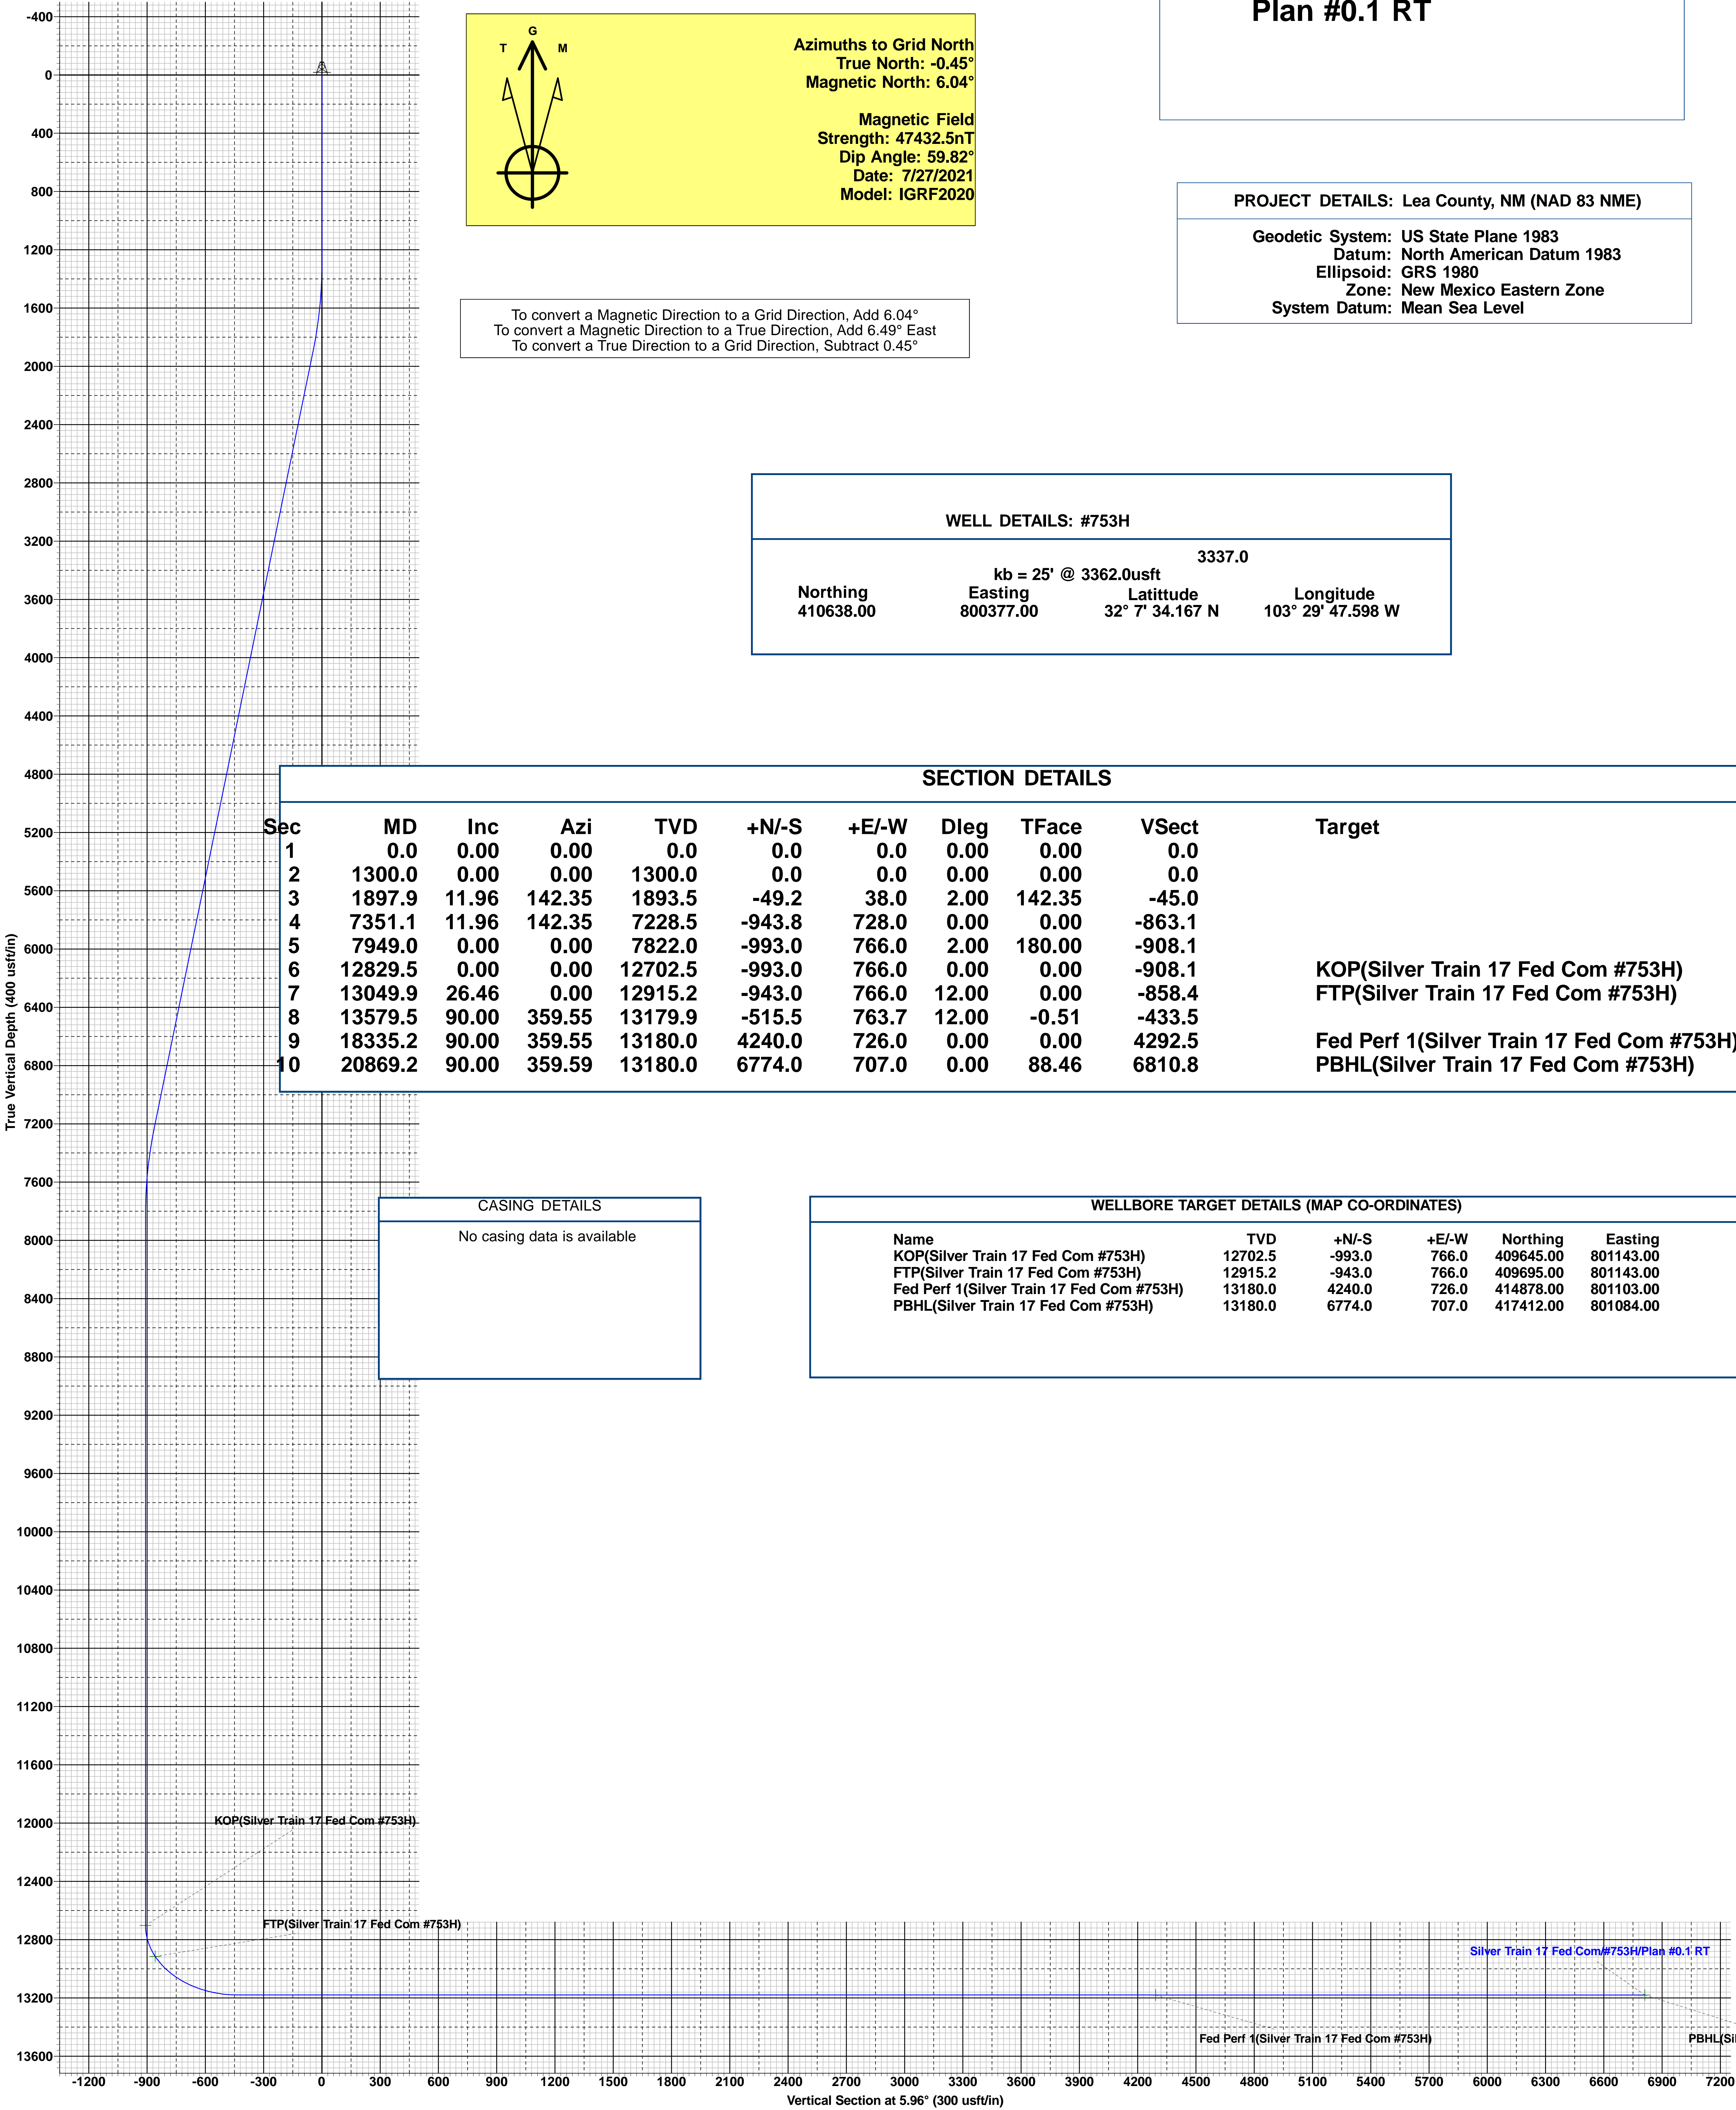 Plan #0.1 RT
T G M
Azimuths to Grid North
True North: -0.45°
Magnetic North: 6.04°
Magnetic Field
Strength: 47432.5nT
Dip Angle: 59.82°
Date: 7/27/2021
Model: IGRF2020
PROJECT DETAILS: Lea County, NM (NAD 83 NME)
Geodetic System: US State Plane 1983
Datum: North American Datum 1983
Ellipsoid: GRS 1980
Zone: New Mexico Eastern Zone
System Datum: Mean Sea Level
To convert a Magnetic Direction to a Grid Direction, Add 6.04°
To convert a Magnetic Direction to a True Direction, Add 6.49° East
To convert a True Direction to a Grid Direction, Subtract 0.45°
WELL DETAILS: #753H
3337.0
kb = 25' @ 3362.0usft
Northing Easting Latittude Longitude
410638.00 800377.00 32° 7' 34.167 N 103° 29' 47.598 W
SECTION DETAILS
Sec MD Inc Azi TVD +N/-S +E/-W Dleg TFace VSect Target
1 0.0 0.00 0.00 0.0 0.0 0.0 0.00 0.00 0.0
2 1300.0 0.00 0.00 1300.0 0.0 0.0 0.00 0.00 0.0
3 1897.9 11.96 142.35 1893.5 -49.2 38.0 2.00 142.35 -45.0
4 7351.1 11.96 142.35 7228.5 -943.8 728.0 0.00 0.00 -863.1
5 7949.0 0.00 0.00 7822.0 -993.0 766.0 2.00 180.00 -908.1
6 12829.5 0.00 0.00 12702.5 -993.0 766.0 0.00 0.00 -908.1 KOP(Silver Train 17 Fed Com #753H)
7 13049.9 26.46 0.00 12915.2 -943.0 766.0 12.00 0.00 -858.4 FTP(Silver Train 17 Fed Com #753H)
8 13579.5 90.00 359.55 13179.9 -515.5 763.7 12.00 -0.51 -433.5
9 18335.2 90.00 359.55 13180.0 4240.0 726.0 0.00 0.00 4292.5 Fed Perf 1(Silver Train 17 Fed Com #753H)
10 20869.2 90.00 359.59 13180.0 6774.0 707.0 0.00 88.46 6810.8 PBHL(Silver Train 17 Fed Com #753H)
CASING DETAILS
No casing data is available
WELLBORE TARGET DETAILS (MAP CO-ORDINATES)
Name TVD +N/-S +E/-W Northing Easting
KOP(Silver Train 17 Fed Com #753H) 12702.5 -993.0 766.0 409645.00 801143.00
FTP(Silver Train 17 Fed Com #753H) 12915.2 -943.0 766.0 409695.00 801143.00
Fed Perf 1(Silver Train 17 Fed Com #753H) 13180.0 4240.0 726.0 414878.00 801103.00
PBHL(Silver Train 17 Fed Com #753H) 13180.0 6774.0 707.0 417412.00 801084.00
True Vertical Depth (400 usft/in)
-400
0
400
800
1200
1600
2000
2400
2800
3200
3600
4000
4400
4800
5200
5600
6000
6400
6800
7200
7600
8000
8400
8800
9200
9600
10000
10400
10800
11200
11600
12000
12400
12800
13200
13600
KOP(Silver Train 17 Fed Com #753H)
FTP(Silver Train 17 Fed Com #753H)
Silver Train 17 Fed Com/#753H/Plan #0.1 RT
Fed Perf 1(Silver Train 17 Fed Com #753H)
PBHL(Sil
-1200 -900 -600 -300 0 300 600 900 1200 1500 1800 2100 2400 2700 3000 3300 3600 3900 4200 4500 4800 5100 5400 5700 6000 6300 6600 6900 7200
Vertical Section at 5.96° (300 usft/in)